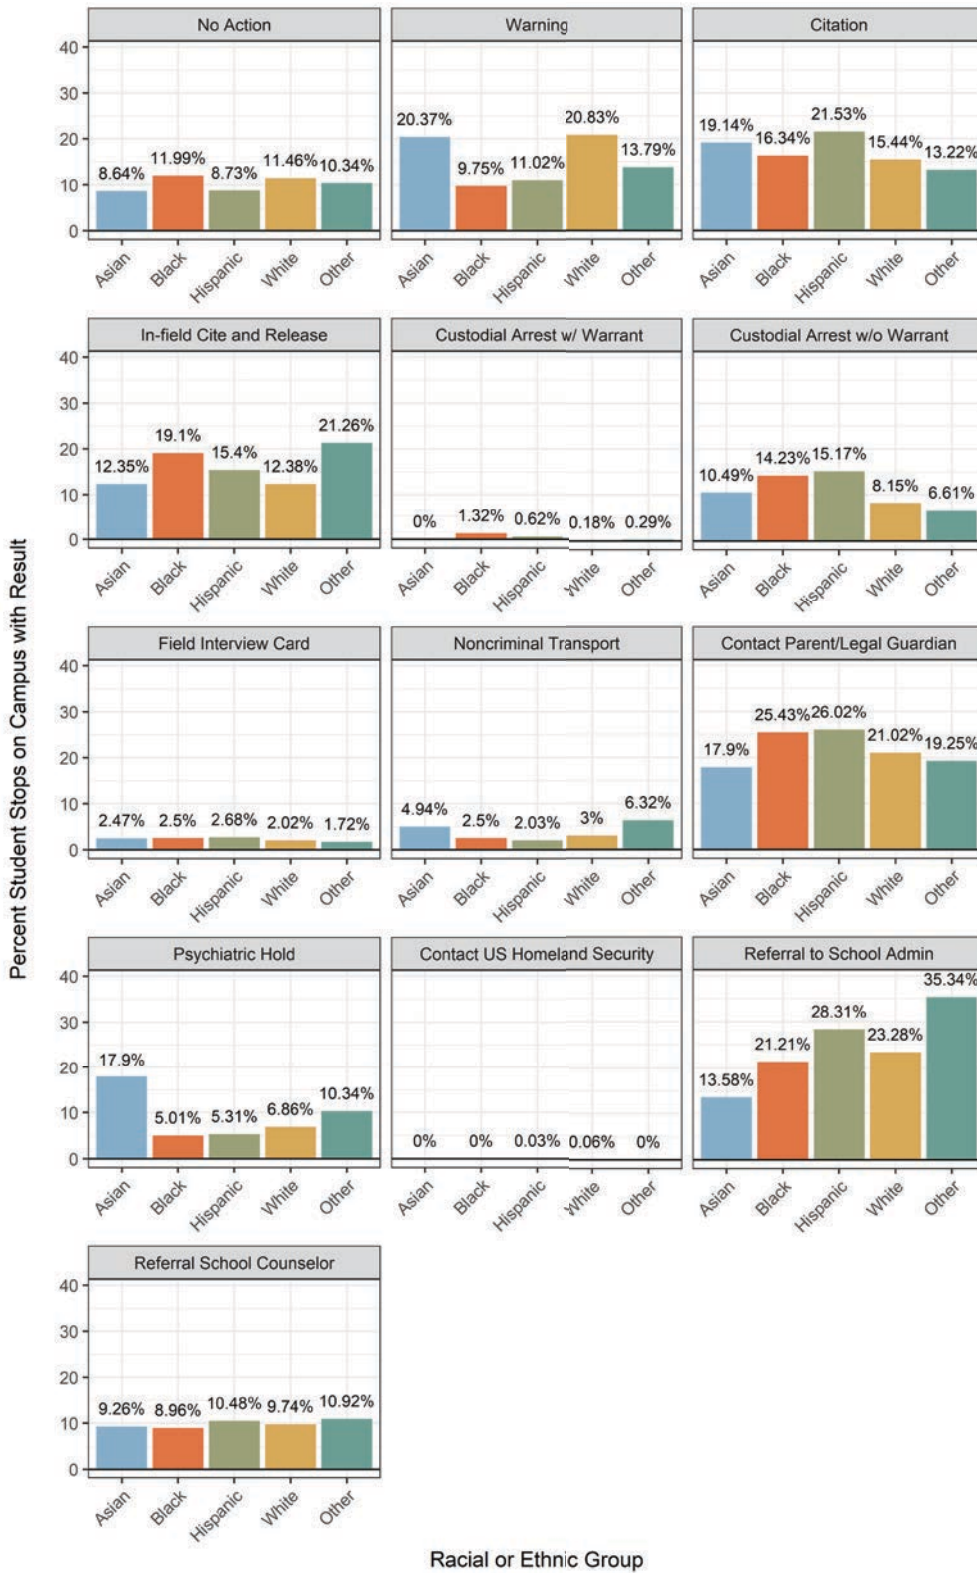 No Action
Warning
Citation
40
30
20
10
0
8.64%
11.99%
8.73%
11.46%
10.34%
20.37%
9.75%
11.02%
20.83%
13.79%
19.14%
16.34%
21.53%
15.44%
13.22%
Asian
Black
Hispanic
White
Other
Asian
Black
Hispanic
White
Other
Asian
Black
Hispanic
White
Other
In-field Cite and Release
Custodial Arrest w/ Warrant
Custodial Arrest w/o Warrant
40
30
20
10
0
12.35%
19.1%
15.4%
12.38%
21.26%
0%
1.32%
0.62%
0.18%
0.29%
10.49%
14.23%
15.17%
8.15%
6.61%
Asian
Black
Hispanic
White
Other
Asian
Black
Hispanic
White
Other
Asian
Black
Hispanic
White
Other
Field Interview Card
Noncriminal Transport
Contact Parent/Legal Guardian
40
30
20
10
0
2.47%
2.5%
2.68%
2.02%
1.72%
4.94%
2.5%
2.03%
3%
6.32%
17.9%
25.43%
26.02%
21.02%
19.25%
Asian
Black
Hispanic
White
Other
Asian
Black
Hispanic
White
Other
Asian
Black
Hispanic
White
Other
Psychiatric Hold
Contact US Homeland Security
Referral to School Admin
40
30
20
10
0
17.9%
5.01%
5.31%
6.86%
10.34%
0%
0%
0.03%
0.06%
0%
13.58%
21.21%
28.31%
23.28%
35.34%
Asian
Black
Hispanic
White
Other
Asian
Black
Hispanic
White
Other
Asian
Black
Hispanic
White
Other
Referral School Counselor
40
30
20
10
0
9.26%
8.96%
10.48%
9.74%
10.92%
Asian
Black
Hispanic
White
Other
Percent Student Stops on Campus with Result
Racial or Ethnic Group